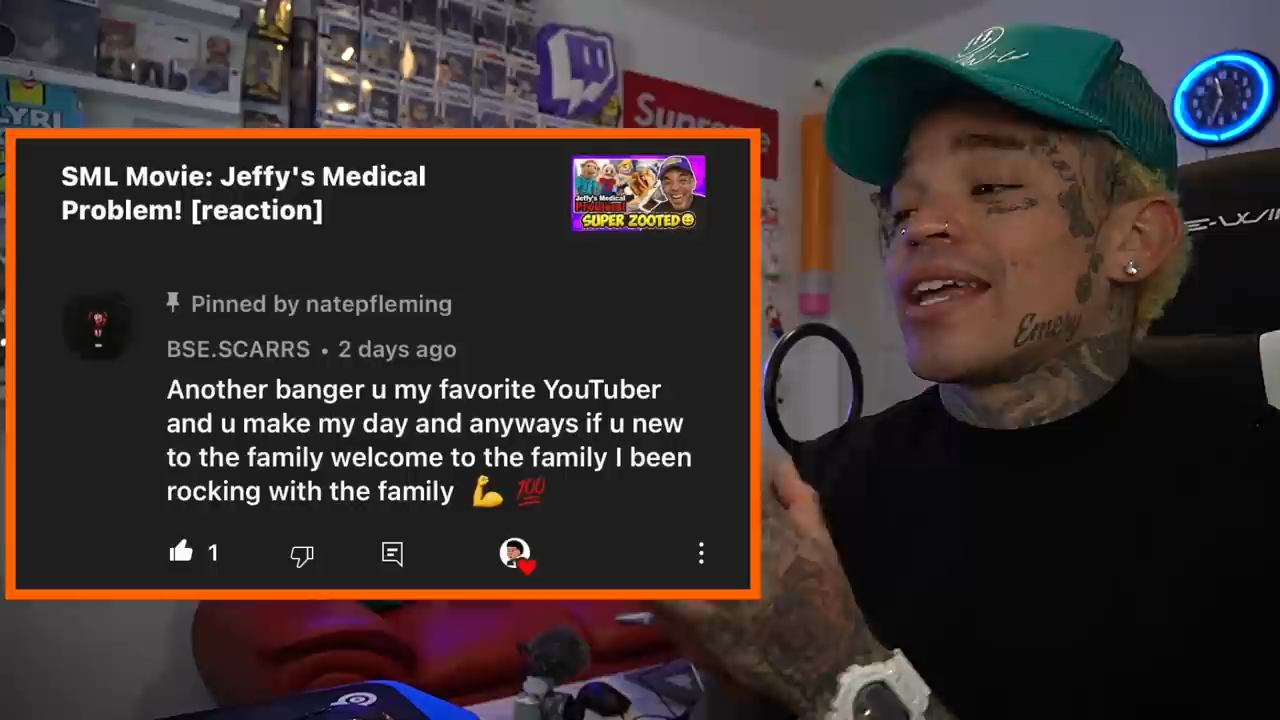 LYRI
Supreme
SML Movie: Jeffy's Medical
Problem! [reaction]
Jeffy's Medical
Problem!
SUPER ZOOTED
Pinned by natepfleming
BSE.SCARRS • 2 days ago
Another banger u my favorite YouTuber
and u make my day and anyways if u new
to the family welcome to the family I been
rocking with the family 💪 💯
1
Emery
E-WIN